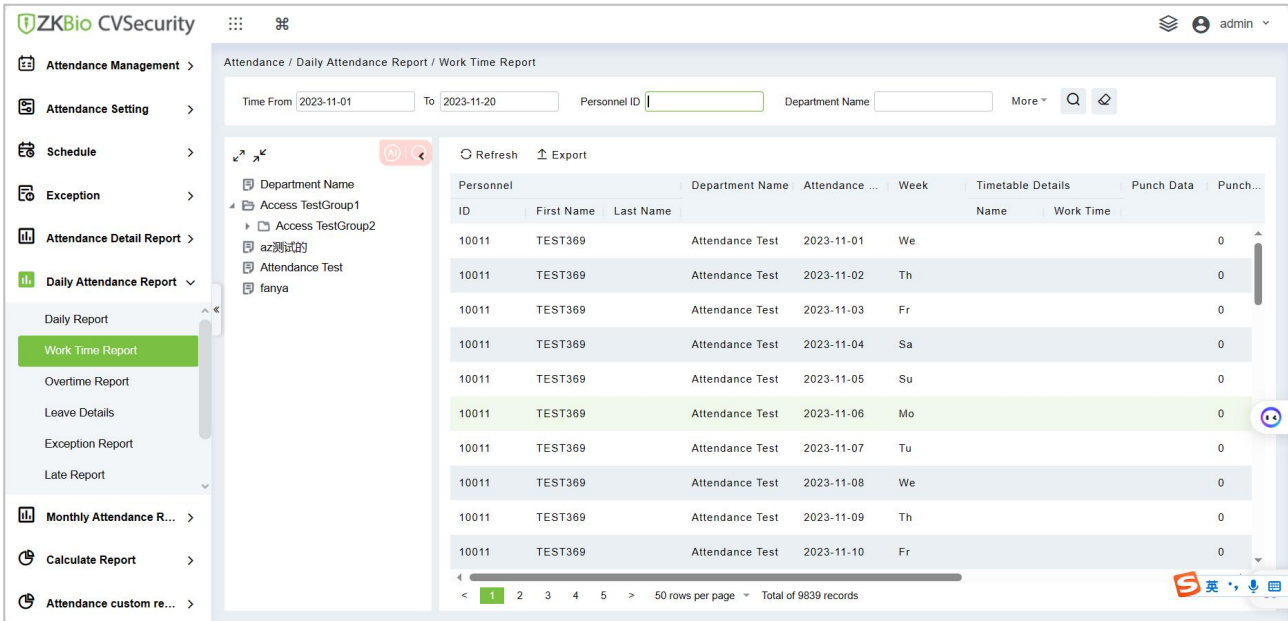 ZKBio CVSecurity
admin
Attendance Management
Attendance Setting
Schedule
Exception
Attendance Detail Report
Daily Attendance Report
Daily Report
Work Time Report
Overtime Report
Leave Details
Exception Report
Late Report
Monthly Attendance R...
Calculate Report
Attendance custom re...
Attendance / Daily Attendance Report / Work Time Report
Time From 2023-11-01 To 2023-11-20 Personnel ID Department Name More
AI
Department Name
Access TestGroup1
Access TestGroup2
az测试的
Attendance Test
fanya
Refresh Export
Personnel Department Name Attendance ... Week Timetable Details Punch Data Punch...
ID First Name Last Name Name Work Time
10011 TEST369 Attendance Test 2023-11-01 We 0
10011 TEST369 Attendance Test 2023-11-02 Th 0
10011 TEST369 Attendance Test 2023-11-03 Fr 0
10011 TEST369 Attendance Test 2023-11-04 Sa 0
10011 TEST369 Attendance Test 2023-11-05 Su 0
10011 TEST369 Attendance Test 2023-11-06 Mo 0
10011 TEST369 Attendance Test 2023-11-07 Tu 0
10011 TEST369 Attendance Test 2023-11-08 We 0
10011 TEST369 Attendance Test 2023-11-09 Th 0
10011 TEST369 Attendance Test 2023-11-10 Fr 0
< 1 2 3 4 5 > 50 rows per page Total of 9839 records
S 英